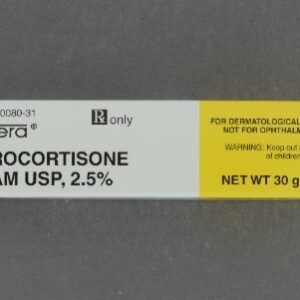 0080-31
era®
Rx only
ROCORTISONE
AM USP, 2.5%
FOR DERMATOLOGICAL
NOT FOR OPHTHALM
WARNING: Keep out o
of children
NET WT 30 g